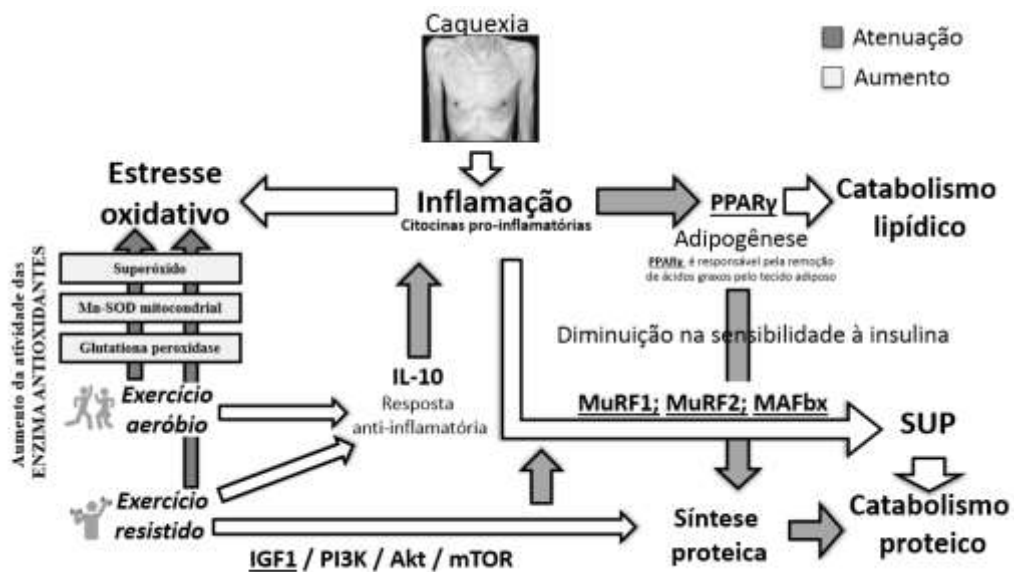 Caquexia
Atenuação
Aumento
Estresse
oxidativo
Inflamação
Citocinas pro-inflamatórias
PPARγ
Adipogênese
PPARγ é responsável pela remoção
de ácidos graxos pelo tecido adiposo
Catabolismo
lipídico
Aumento da atividade das
ENZIMA ANTIOXIDANTES
Superóxido
Mn-SOD mitocondrial
Glutationa peroxidase
Diminuição na sensibilidade à insulina
IL-10
Resposta
anti-inflamatória
Exercício
aeróbio
MuRF1; MuRF2; MAFbx
SUP
Exercício
resistido
Síntese
proteica
Catabolismo
proteico
IGF1 / PI3K / Akt / mTOR